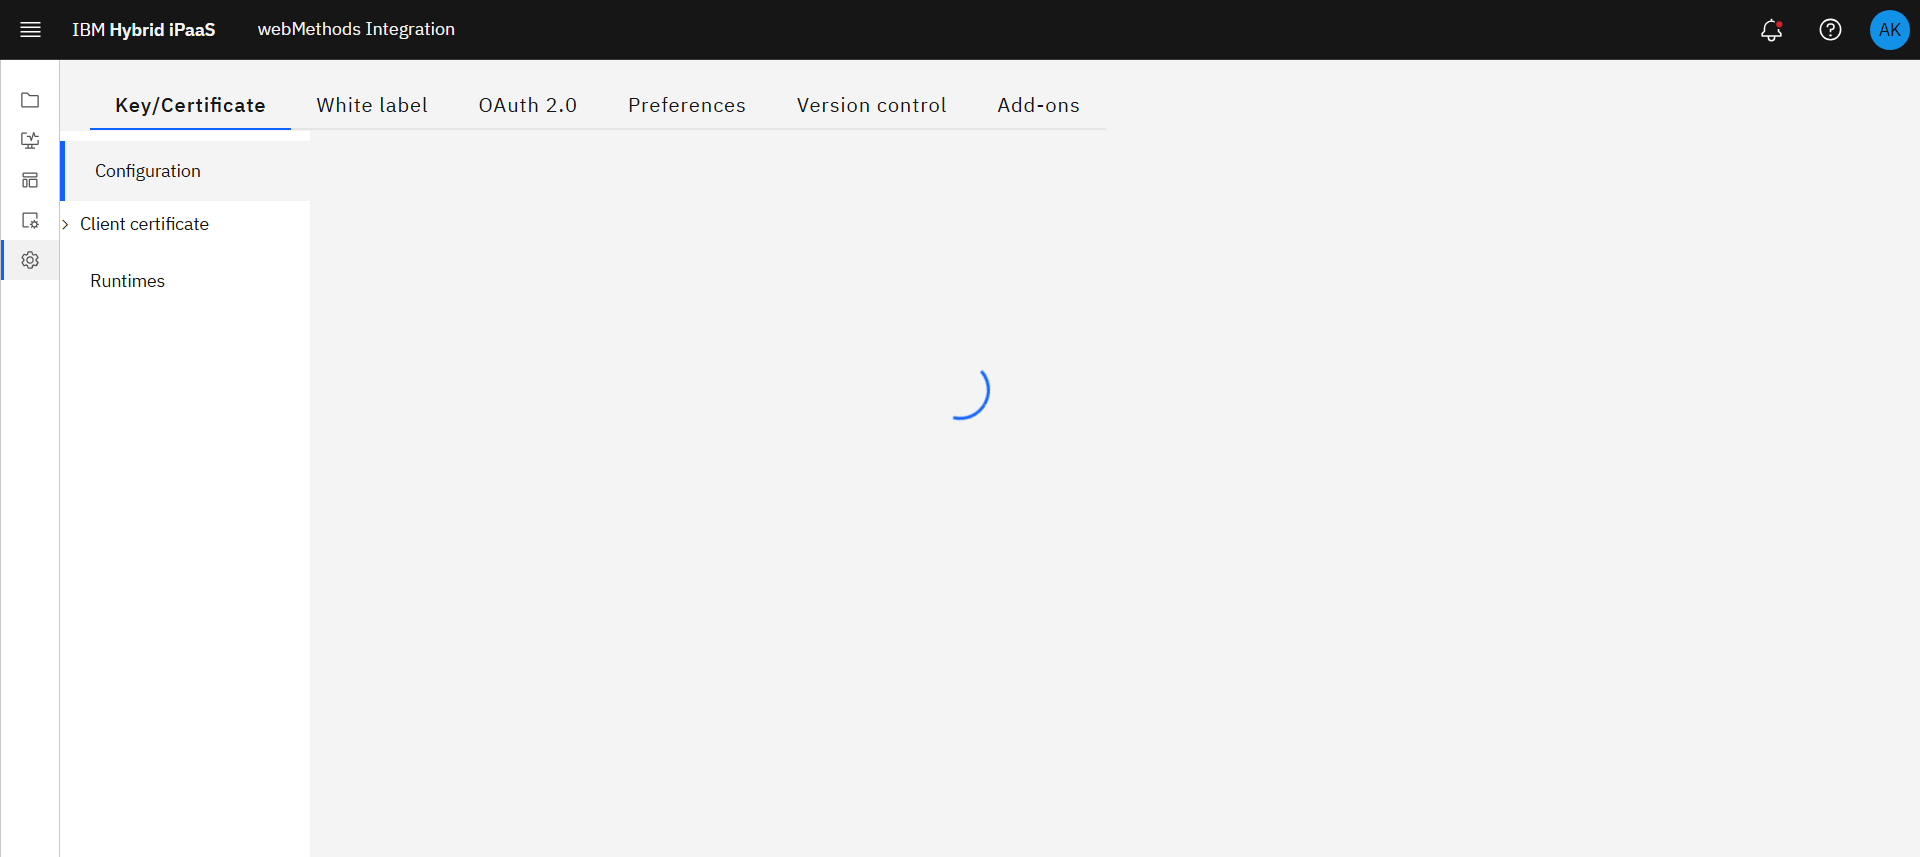 IBM Hybrid iPaaS webMethods Integration AK
Key/Certificate White label OAuth 2.0 Preferences Version control Add-ons
Configuration
Client certificate
Runtimes